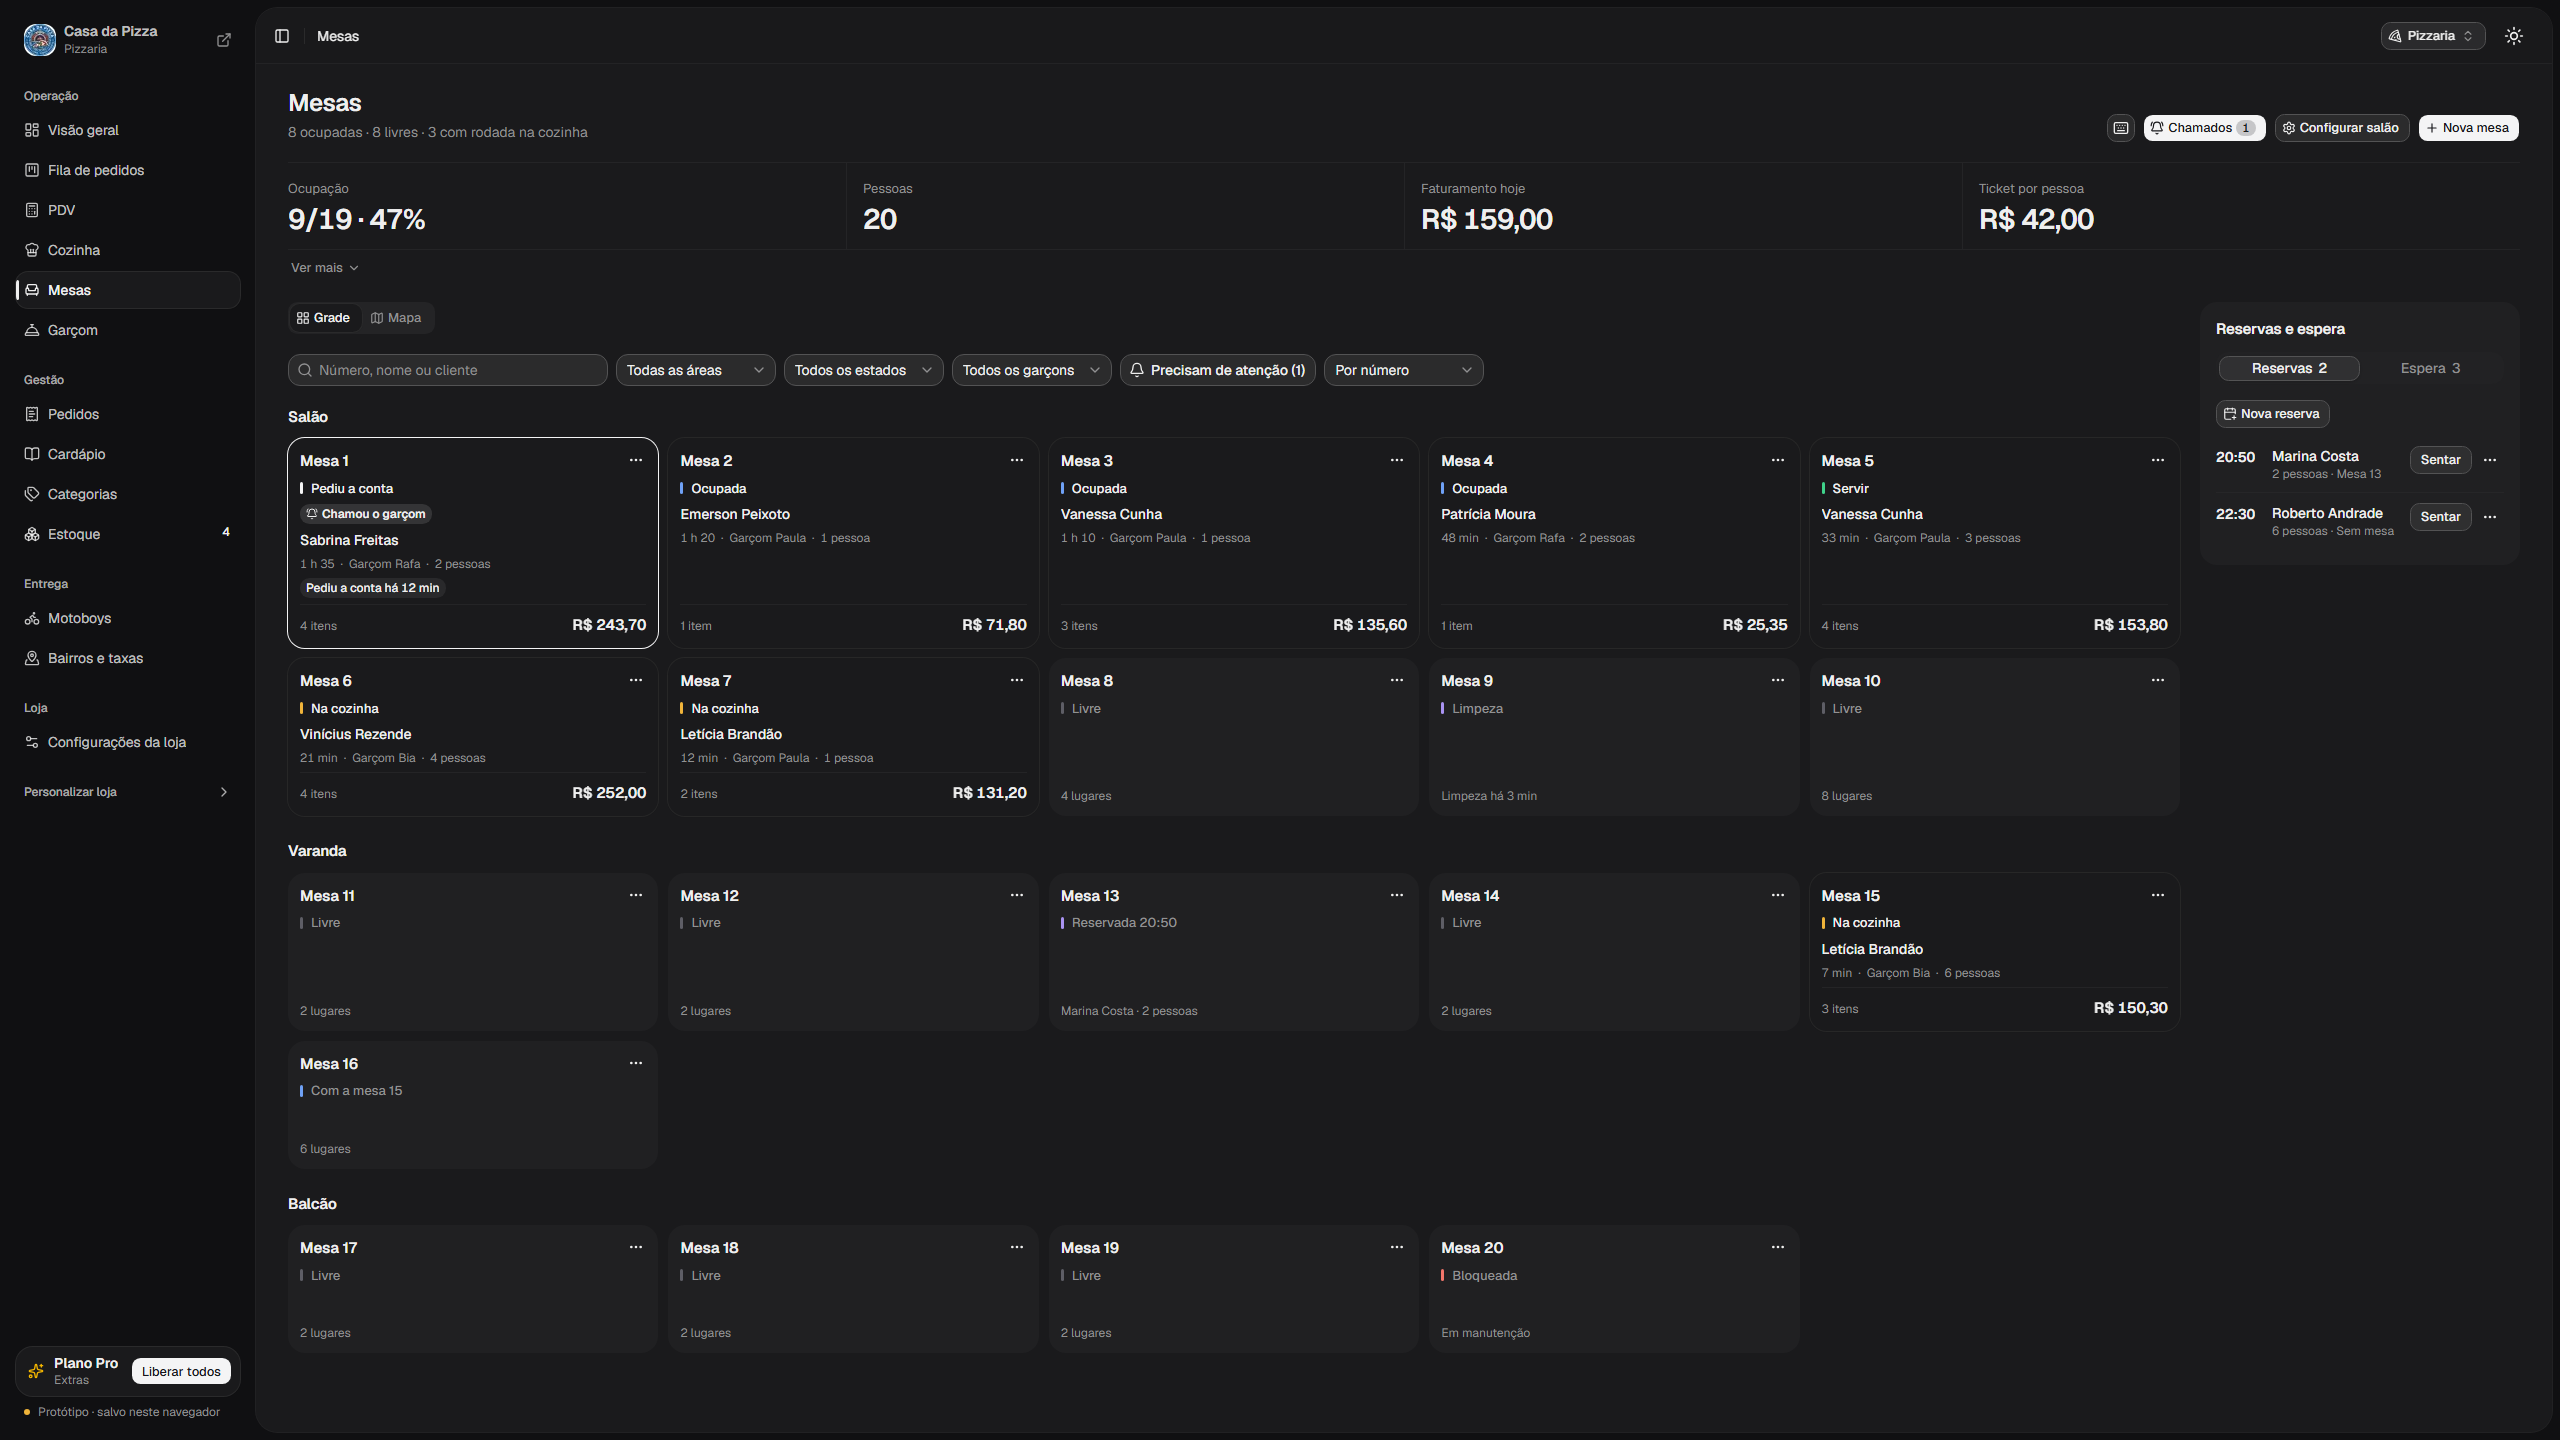 Casa da Pizza
Pizzaria
Operação
Visão geral
Fila de pedidos
PDV
Cozinha
Mesas
Garçom
Gestão
Pedidos
Cardápio
Categorias
Estoque 4
Entrega
Motoboys
Bairros e taxas
Loja
Configurações da loja
Personalizar loja
Plano Pro
Extras
Liberar todos
Protótipo · salvo neste navegador
Mesas
Pizzaria
Mesas
8 ocupadas · 8 livres · 3 com rodada na cozinha
Chamados 1
Configurar salão
+ Nova mesa
Ocupação
9/19 · 47%
Pessoas
20
Faturamento hoje
R$ 159,00
Ticket por pessoa
R$ 42,00
Ver mais
Grade
Mapa
Número, nome ou cliente
Todas as áreas
Todos os estados
Todos os garçons
Precisam de atenção (1)
Por número
Salão
Mesa 1
Pediu a conta
Chamou o garçom
Sabrina Freitas
1 h 35 · Garçom Rafa · 2 pessoas
Pediu a conta há 12 min
4 itens R$ 243,70
Mesa 2
Ocupada
Emerson Peixoto
1 h 20 · Garçom Paula · 1 pessoa
1 item R$ 71,80
Mesa 3
Ocupada
Vanessa Cunha
1 h 10 · Garçom Paula · 1 pessoa
3 itens R$ 135,60
Mesa 4
Ocupada
Patrícia Moura
48 min · Garçom Rafa · 2 pessoas
1 item R$ 25,35
Mesa 5
Servir
Vanessa Cunha
33 min · Garçom Paula · 3 pessoas
4 itens R$ 153,80
Mesa 6
Na cozinha
Vinícius Rezende
21 min · Garçom Bia · 4 pessoas
4 itens R$ 252,00
Mesa 7
Na cozinha
Letícia Brandão
12 min · Garçom Paula · 1 pessoa
2 itens R$ 131,20
Mesa 8
Livre
4 lugares
Mesa 9
Limpeza
Limpeza há 3 min
Mesa 10
Livre
8 lugares
Varanda
Mesa 11
Livre
2 lugares
Mesa 12
Livre
2 lugares
Mesa 13
Reservada 20:50
Marina Costa · 2 pessoas
Mesa 14
Livre
2 lugares
Mesa 15
Na cozinha
Letícia Brandão
7 min · Garçom Bia · 6 pessoas
3 itens R$ 150,30
Mesa 16
Com a mesa 15
6 lugares
Balcão
Mesa 17
Livre
2 lugares
Mesa 18
Livre
2 lugares
Mesa 19
Livre
2 lugares
Mesa 20
Bloqueada
Em manutenção
Reservas e espera
Reservas 2
Espera 3
Nova reserva
20:50 Marina Costa
2 pessoas · Mesa 13
Sentar
22:30 Roberto Andrade
6 pessoas · Sem mesa
Sentar